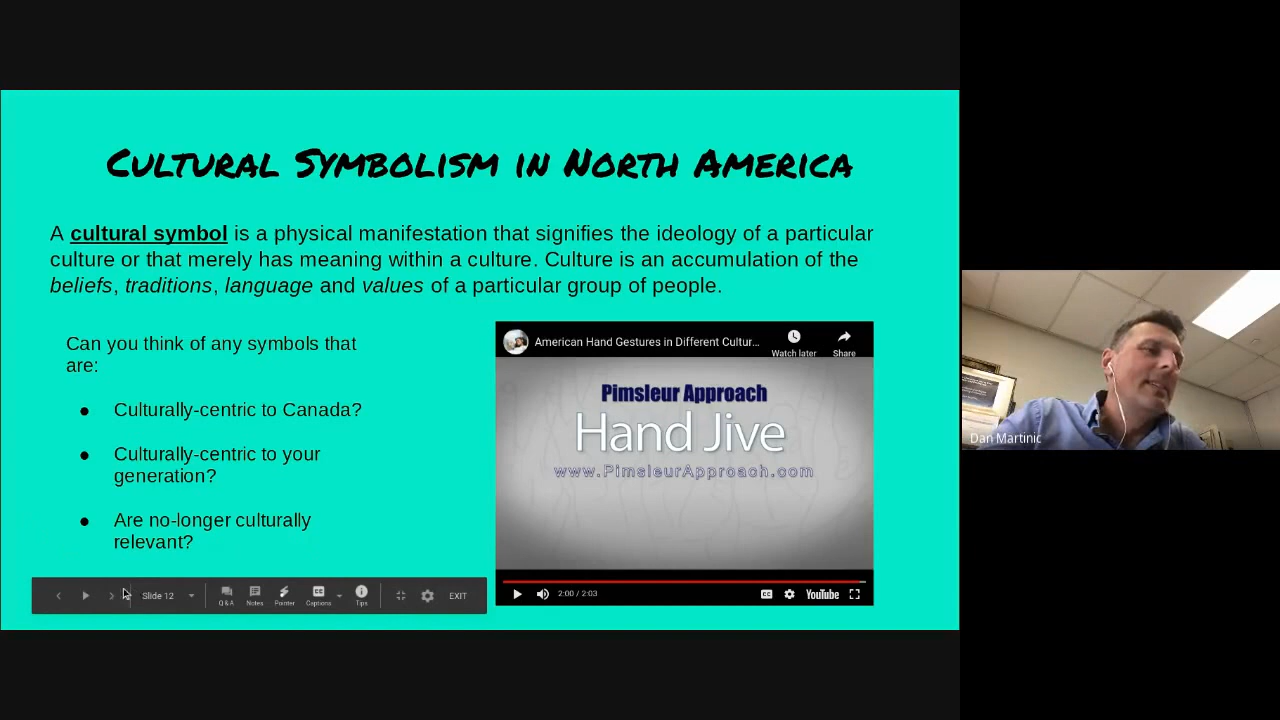 Cultural Symbolism in North America
A cultural symbol is a physical manifestation that signifies the ideology of a particular
culture or that merely has meaning within a culture. Culture is an accumulation of the
beliefs, traditions, language and values of a particular group of people.
Can you think of any symbols that
are:
● Culturally-centric to Canada?
● Culturally-centric to your
generation?
● Are no-longer culturally
relevant?
American Hand Gestures in Different Cultur...
Watch later
Share
Pimsleur Approach
Hand Jive
www.PimsleurApproach.com
2:00 / 2:03
CC
YouTube
Slide 12
Q&A
Notes
Pointer
CC
Captions
Tips
EXIT
Dan Martinic